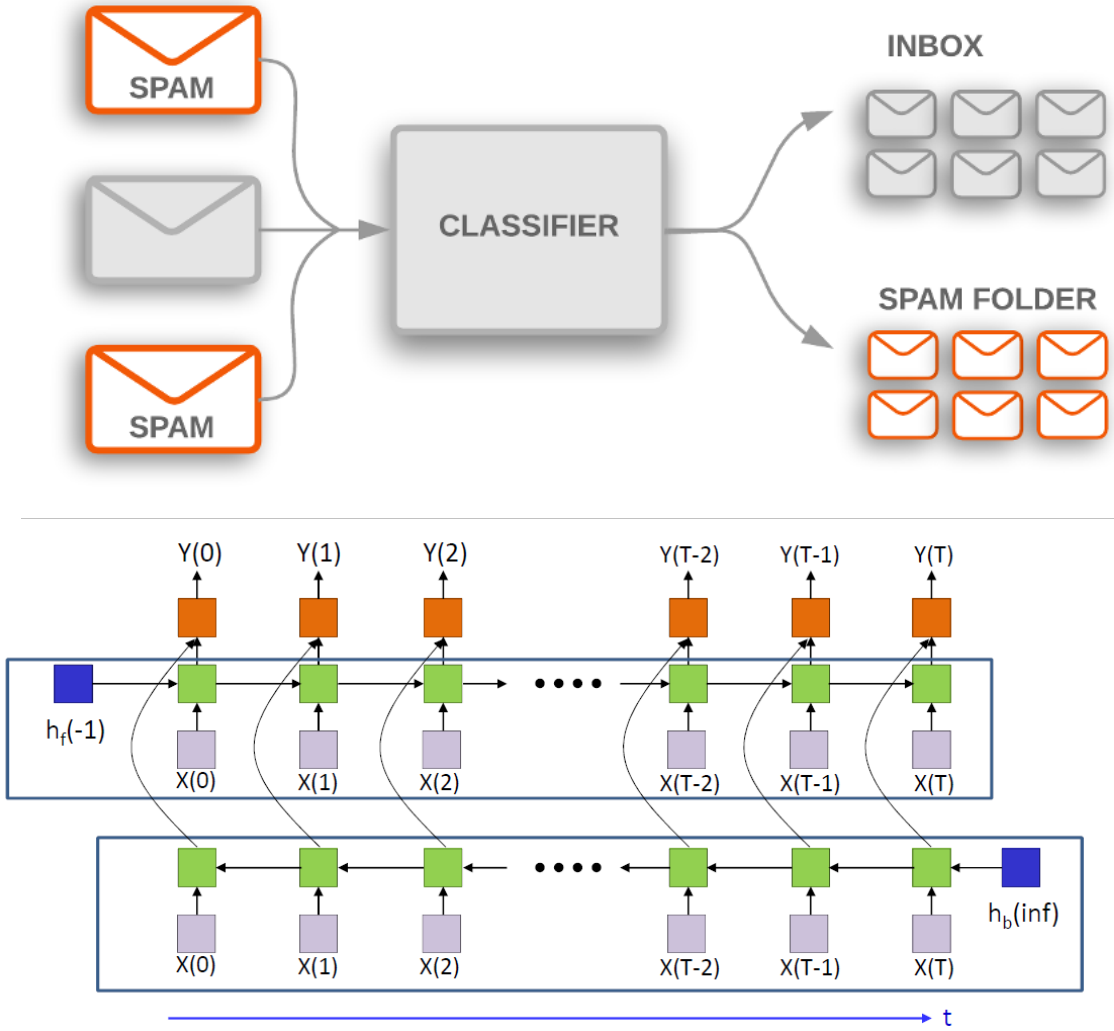 SPAM
SPAM
CLASSIFIER
INBOX
SPAM FOLDER
Y(0) Y(1) Y(2) Y(T-2) Y(T-1) Y(T)
h_f(-1)
X(0) X(1) X(2) X(T-2) X(T-1) X(T)
h_b(inf)
X(0) X(1) X(2) X(T-2) X(T-1) X(T)
t